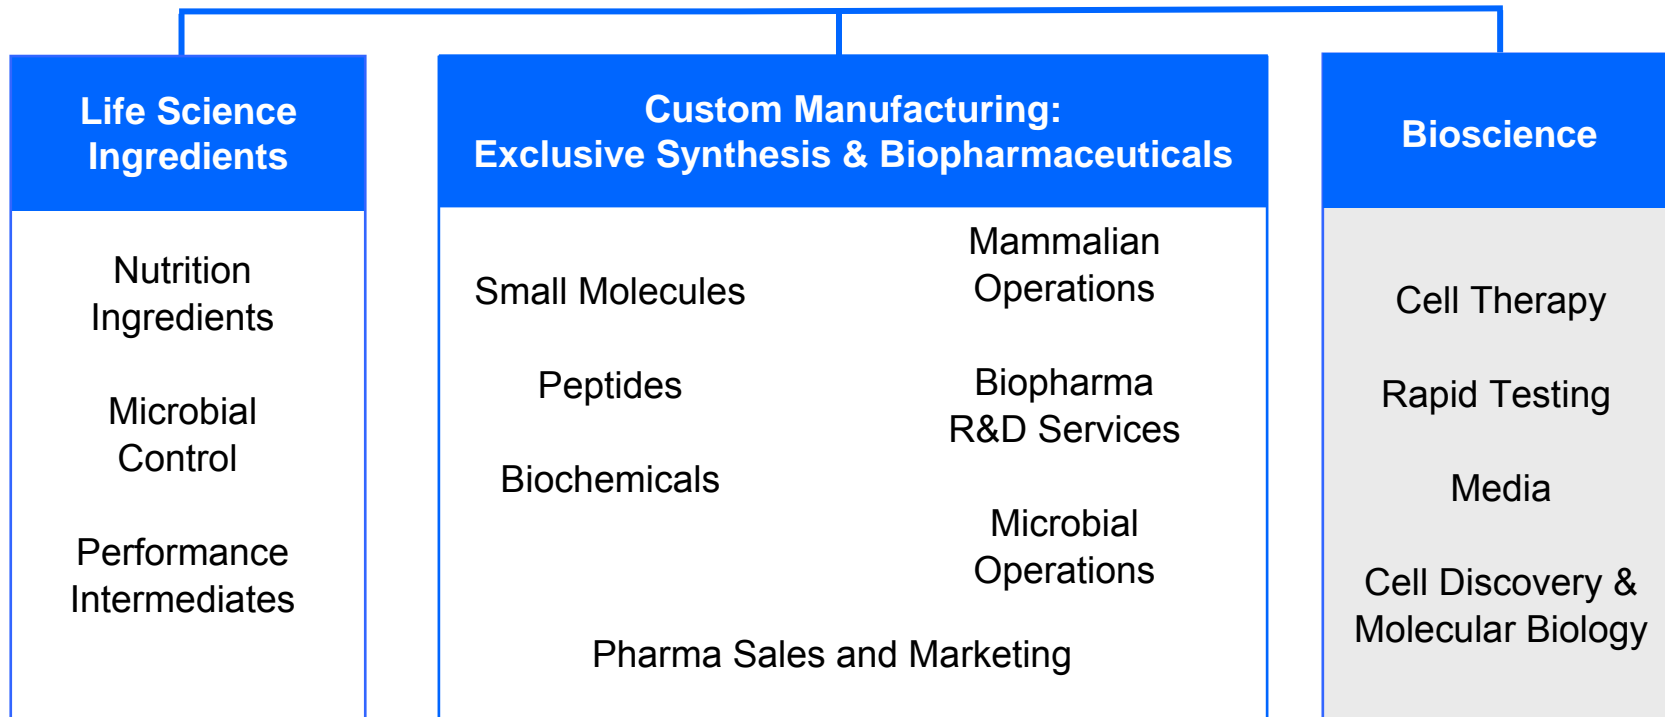 Life Science
Ingredients
Nutrition
Ingredients
Microbial
Control
Performance
Intermediates
Custom Manufacturing:
Exclusive Synthesis & Biopharmaceuticals
Small Molecules
Peptides
Biochemicals
Mammalian
Operations
Biopharma
R&D Services
Microbial
Operations
Pharma Sales and Marketing
Bioscience
Cell Therapy
Rapid Testing
Media
Cell Discovery &
Molecular Biology